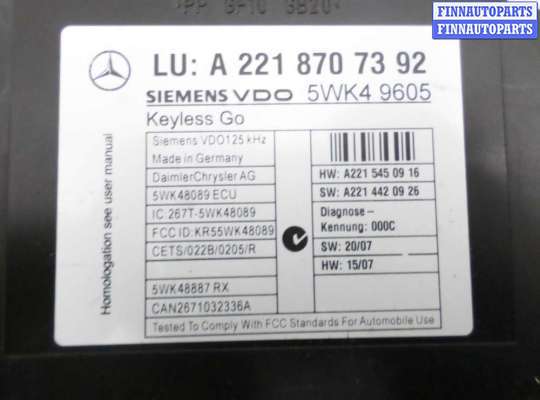 >PP GF10 GB20<
FINNAUTOPARTS
FINNAUTOPARTS
LU: A 221 870 73 92
SIEMENS VDO 5WK4 9605
Keyless Go
Siemens VDO125 kHz
Made in Germany
DaimlerChrysler AG
5WK48089 ECU
IC:267T-5WK48089
FCC ID:KR55WK48089
CETS/022B/0205/R
5WK48887 RX
CAN2671032336A
HW: A221 545 09 16
SW: A221 442 09 26
Diagnose –
Kennung: 000C
SW: 20/07
HW: 15/07
Tested To Comply With FCC Standards For Automobile Use
Homologation see user manual